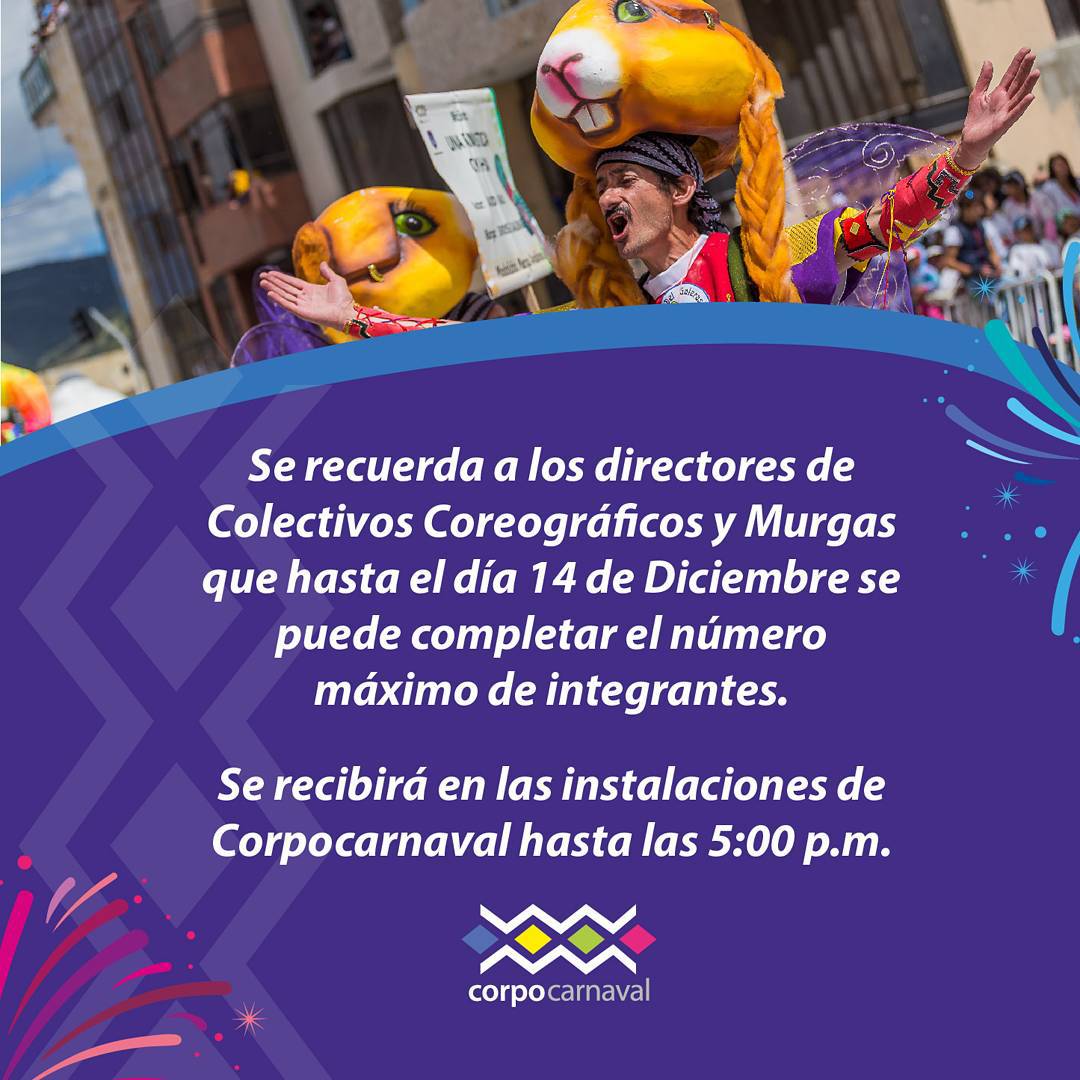 UNA
Se recuerda a los directores de
Colectivos Coreográficos y Murgas
que hasta el día 14 de Diciembre se
puede completar el número
máximo de integrantes.
Se recibirá en las instalaciones de
Corpocarnaval hasta las 5:00 p.m.
corpocarnaval